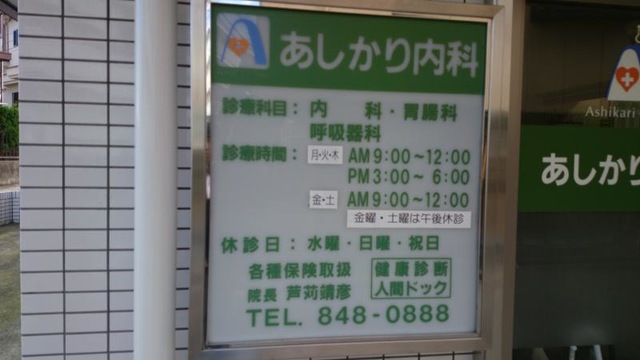 あしかり内科
診療科目：内　科・胃腸科
呼吸器科
診療時間：月・火・木 AM 9:00～12:00
PM 3:00～ 6:00
金・土 AM 9:00～12:00
金曜・土曜は午後休診
休診日：水曜・日曜・祝日
各種保険取扱
院長 芦苅靖彦
健康診断
人間ドック
TEL. 848-0888
Ashikari
あしかり